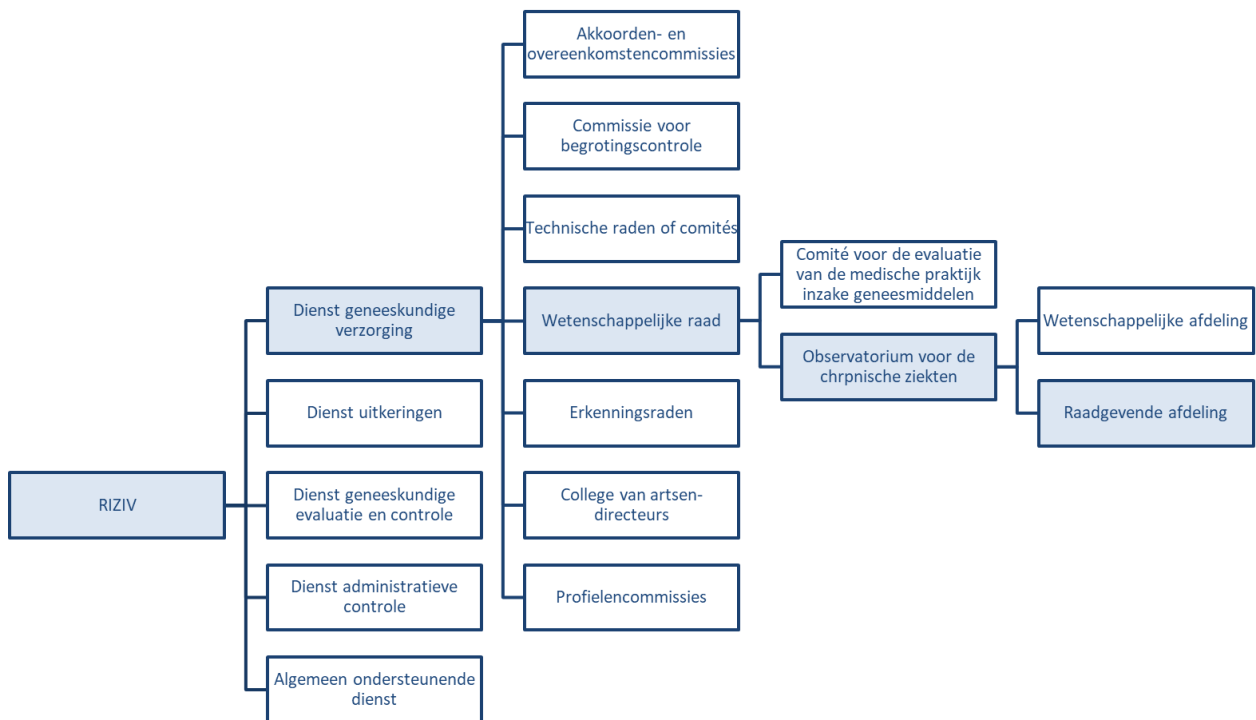 RIZIV
Dienst geneeskundige
verzorging
Dienst uitkeringen
Dienst geneeskundige
evaluatie en controle
Dienst administratieve
controle
Algemeen ondersteunende
dienst
Akkoorden- en
overeenkomstencommissies
Commissie voor
begrotingscontrole
Technische raden of comités
Wetenschappelijke raad
Erkenningsraden
College van artsen-
directeurs
Profielencommissies
Comité voor de evaluatie
van de medische praktijk
inzake geneesmiddelen
Observatorium voor de
chrpnische ziekten
Wetenschappelijke afdeling
Raadgevende afdeling